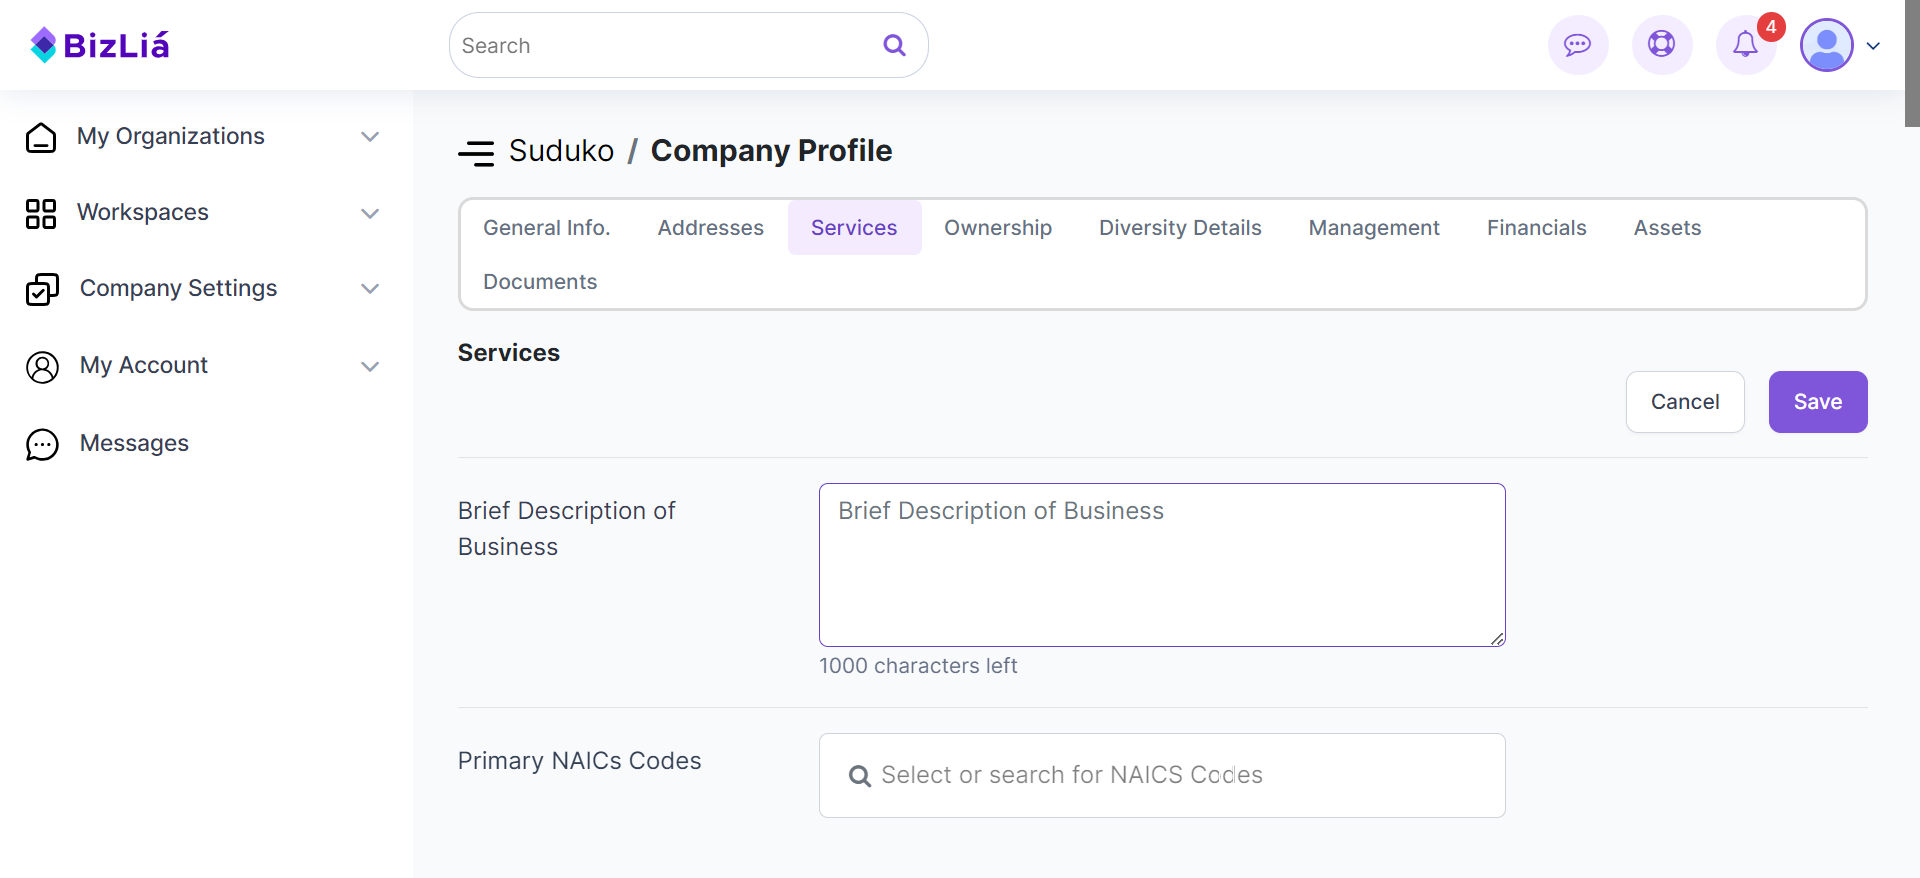 BizLiá
Search
4
My Organizations
Workspaces
Company Settings
My Account
Messages
Suduko / Company Profile
General Info. Addresses Services Ownership Diversity Details Management Financials Assets
Documents
Services
Cancel Save
Brief Description of
Business
Brief Description of Business
1000 characters left
Primary NAICs Codes
Select or search for NAICS Codes